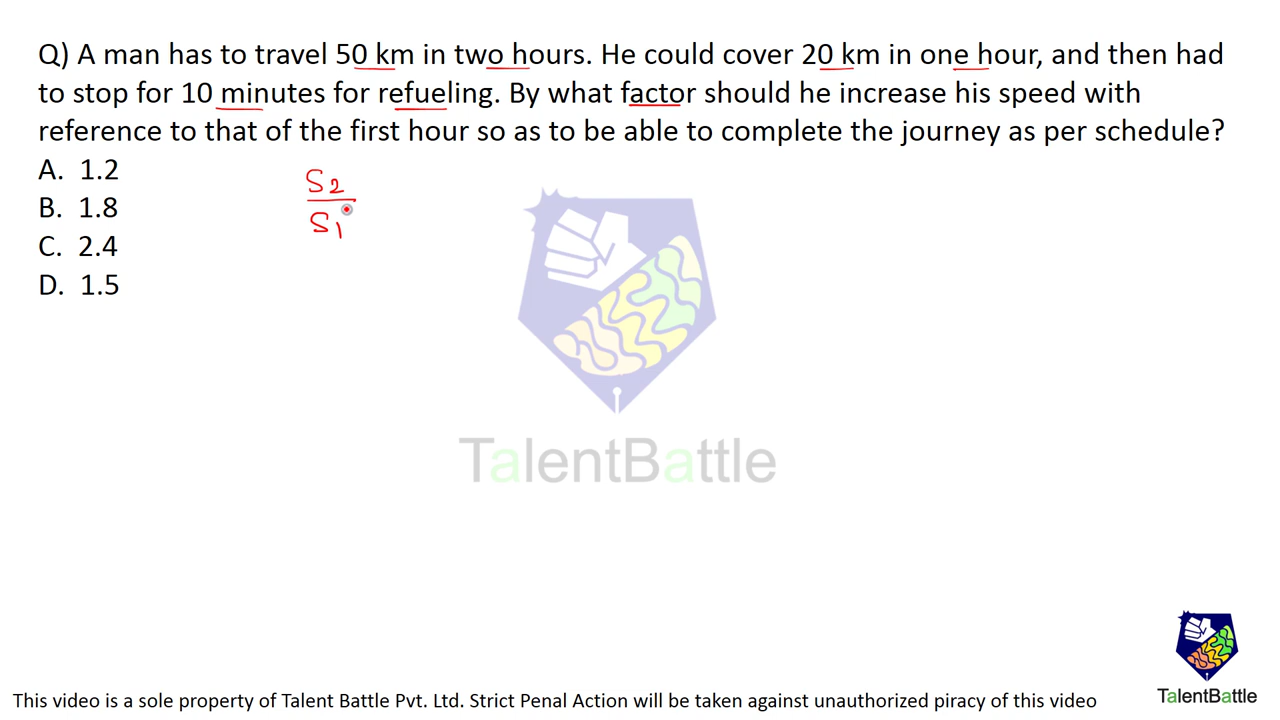 Q) A man has to travel 50 km in two hours. He could cover 20 km in one hour, and then had
to stop for 10 minutes for refueling. By what factor should he increase his speed with
reference to that of the first hour so as to be able to complete the journey as per schedule?
A. 1.2
B. 1.8
C. 2.4
D. 1.5
S2
S1
TalentBattle
TalentBattle
This video is a sole property of Talent Battle Pvt. Ltd. Strict Penal Action will be taken against unauthorized piracy of this video